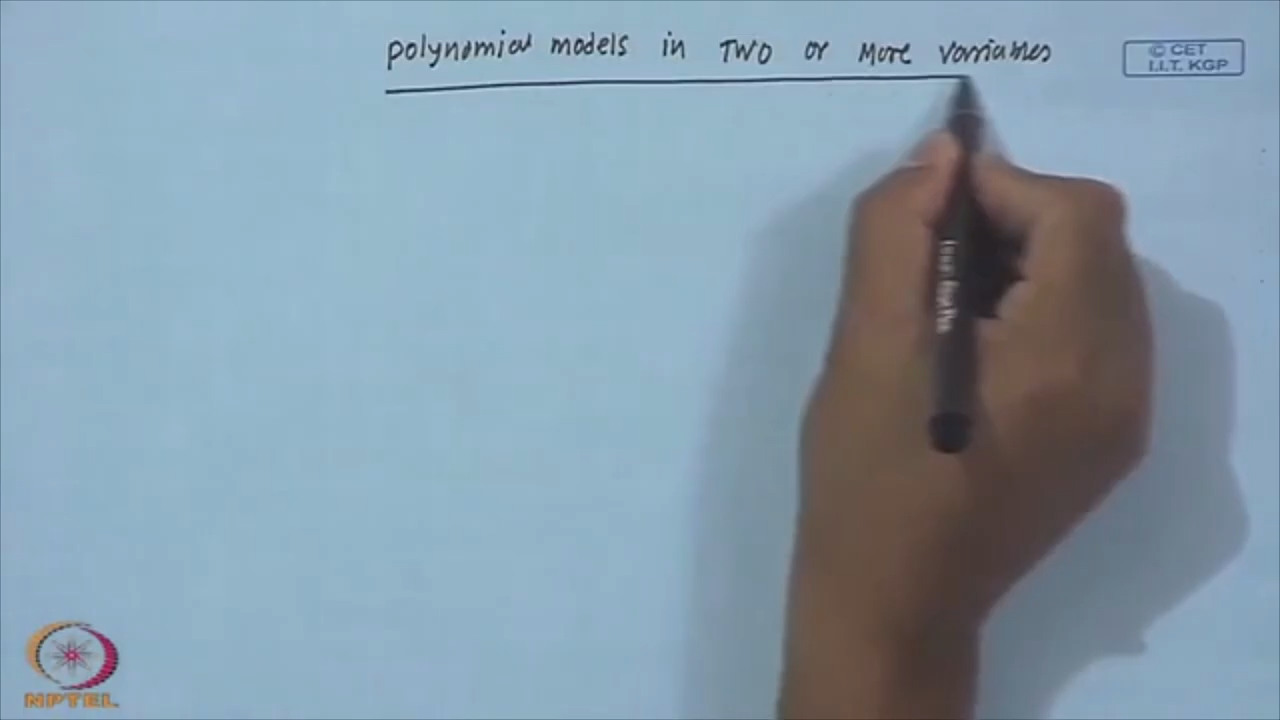 polynomial models in TWO or More variables
© CET
I.I.T. KGP
NPTEL